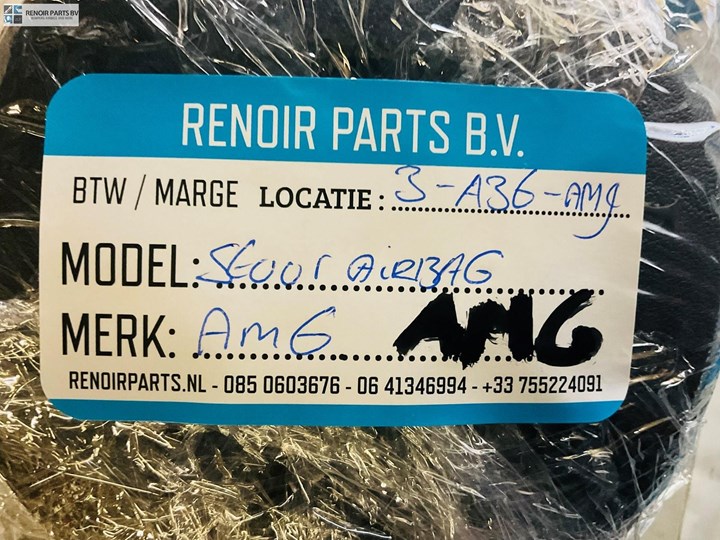 RENOIR PARTS BV
RENOIR PARTS B.V.
BTW / MARGE LOCATIE: 3-A36-AMG
MODEL: AIRBAG
MERK: AMG AMG
RENOIRPARTS.NL - 085 0603676 - 06 41346994 - +33 755224091